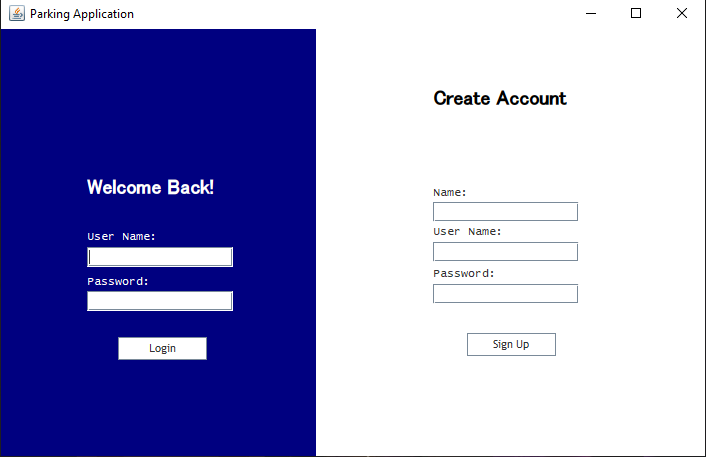 Parking Application
Welcome Back!
User Name:
Password:
Login
Create Account
Name:
User Name:
Password:
Sign Up